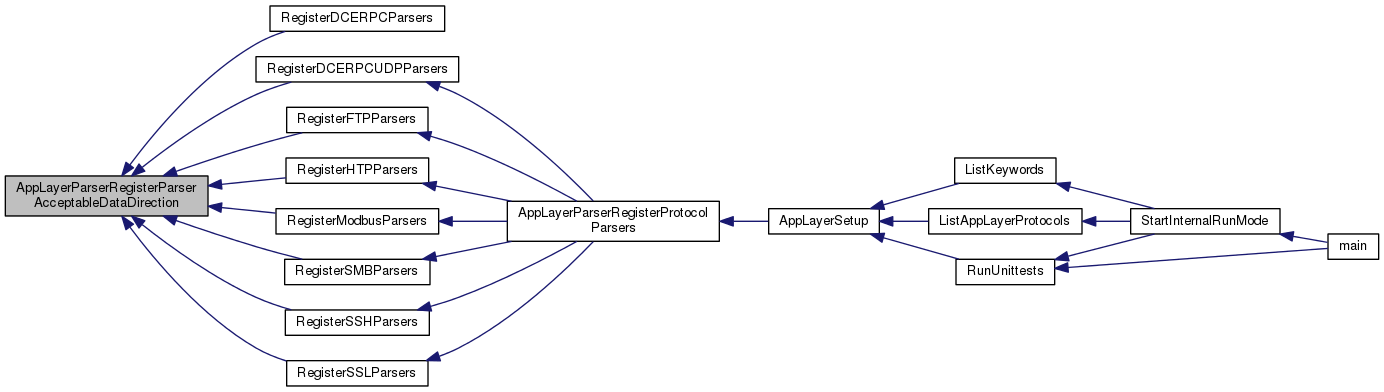 AppLayerParserRegisterParser
AcceptableDataDirection
RegisterDCERPCParsers
RegisterDCERPCUDPParsers
RegisterFTPParsers
RegisterHTPParsers
RegisterModbusParsers
RegisterSMBParsers
RegisterSSHParsers
RegisterSSLParsers
AppLayerParserRegisterProtocol
Parsers
AppLayerSetup
ListKeywords
ListAppLayerProtocols
RunUnittests
StartInternalRunMode
main